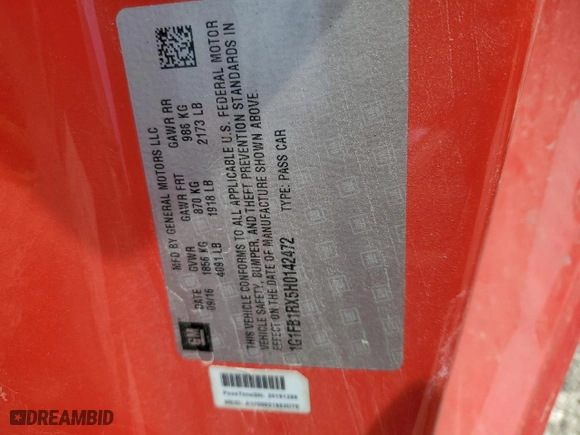 MFD BY GENERAL MOTORS LLC
DATE GVWR GAWR FRT GAWR RR
09/16 1856 KG 870 KG 986 KG
4091 LB 1918 LB 2173 LB
THIS VEHICLE CONFORMS TO ALL APPLICABLE U.S. FEDERAL MOTOR
VEHICLE SAFETY, BUMPER, AND THEFT PREVENTION STANDARDS IN
EFFECT ON THE DATE OF MANUFACTURE SHOWN ABOVE.
1G1FB1RX5H0142472 TYPE: PASS CAR
GM
DREAMBID